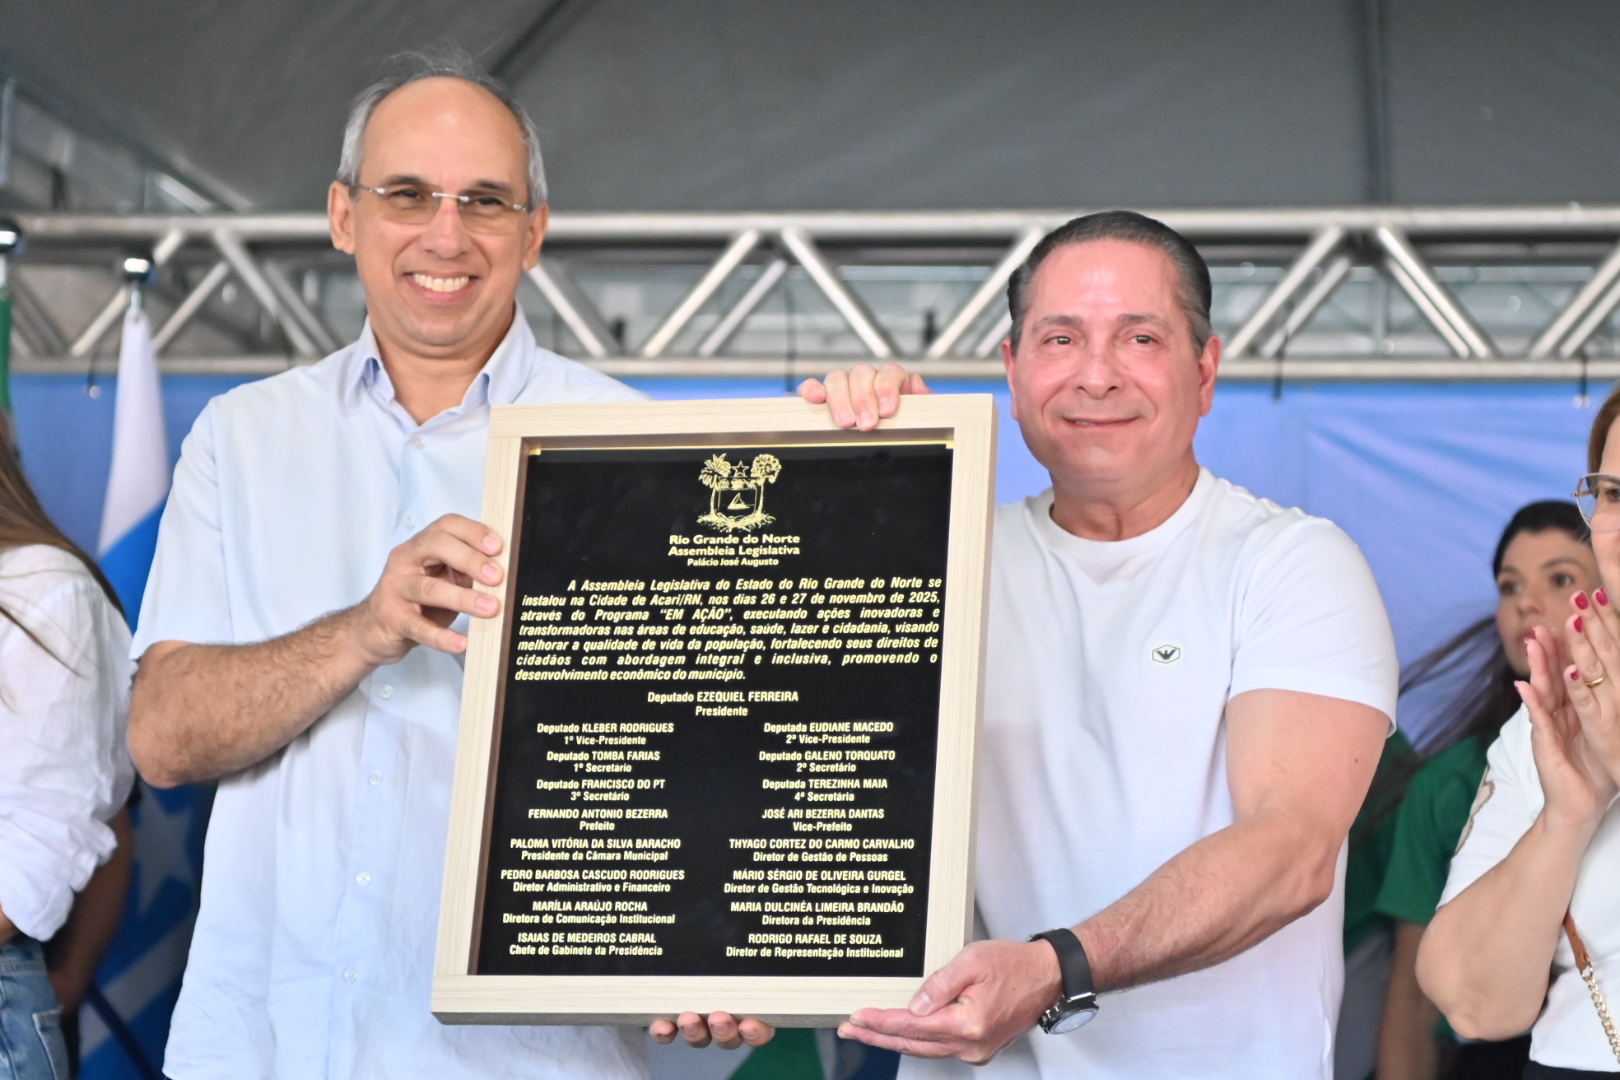 Rio Grande do Norte
Assembleia Legislativa
Palácio José Augusto
A Assembleia Legislativa do Estado do Rio Grande do Norte se
instalou na Cidade de Acari/RN, nos dias 26 e 27 de novembro de 2025,
através do Programa “EM AÇÃO”, executando ações inovadoras e
transformadoras nas áreas de educação, saúde, lazer e cidadania, visando
melhorar a qualidade de vida da população, fortalecendo seus direitos de
cidadãos com abordagem integral e inclusiva, promovendo o
desenvolvimento econômico do município.
Deputado EZEQUIEL FERREIRA
Presidente
Deputado KLEBER RODRIGUES
1º Vice-Presidente
Deputada EUDIANE MACEDO
2ª Vice-Presidente
Deputado TOMBA FARIAS
1º Secretário
Deputado GALENO TORQUATO
2º Secretário
Deputado FRANCISCO DO PT
3º Secretário
Deputada TEREZINHA MAIA
4ª Secretária
FERNANDO ANTONIO BEZERRA
Prefeito
JOSÉ ARI BEZERRA DANTAS
Vice-Prefeito
PALOMA VITÓRIA DA SILVA BARACHO
Presidente da Câmara Municipal
THYAGO CORTEZ DO CARMO CARVALHO
Diretor de Gestão de Pessoas
PEDRO BARBOSA CASCUDO RODRIGUES
Diretor Administrativo e Financeiro
MÁRIO SÉRGIO DE OLIVEIRA GURGEL
Diretor de Gestão Tecnológica e Inovação
MARÍLIA ARAÚJO ROCHA
Diretora de Comunicação Institucional
MARIA DULCINÉA LIMEIRA BRANDÃO
Diretora da Presidência
ISAIAS DE MEDEIROS CABRAL
Chefe de Gabinete da Presidência
RODRIGO RAFAEL DE SOUZA
Diretor de Representação Institucional